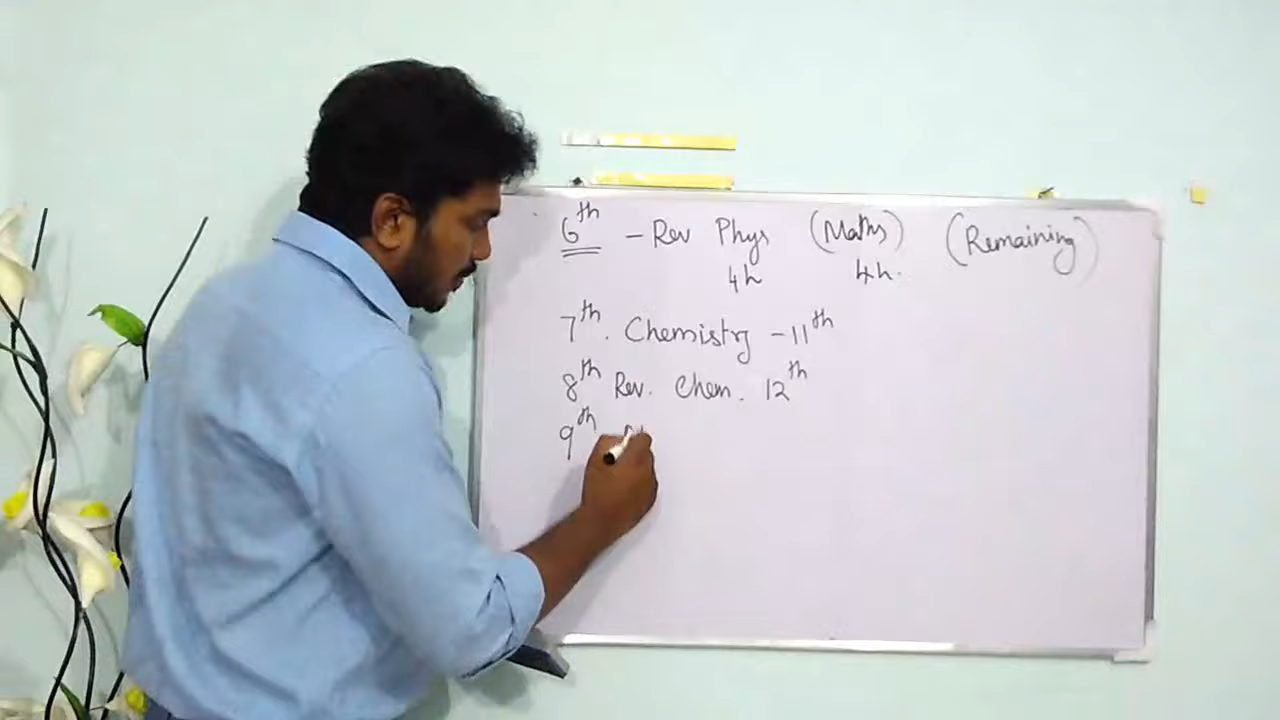 6th - Rev Phys (Maths) (Remaining)
4h 4h.
7th. Chemistry - 11th
8th Rev. Chem. 12th
9th